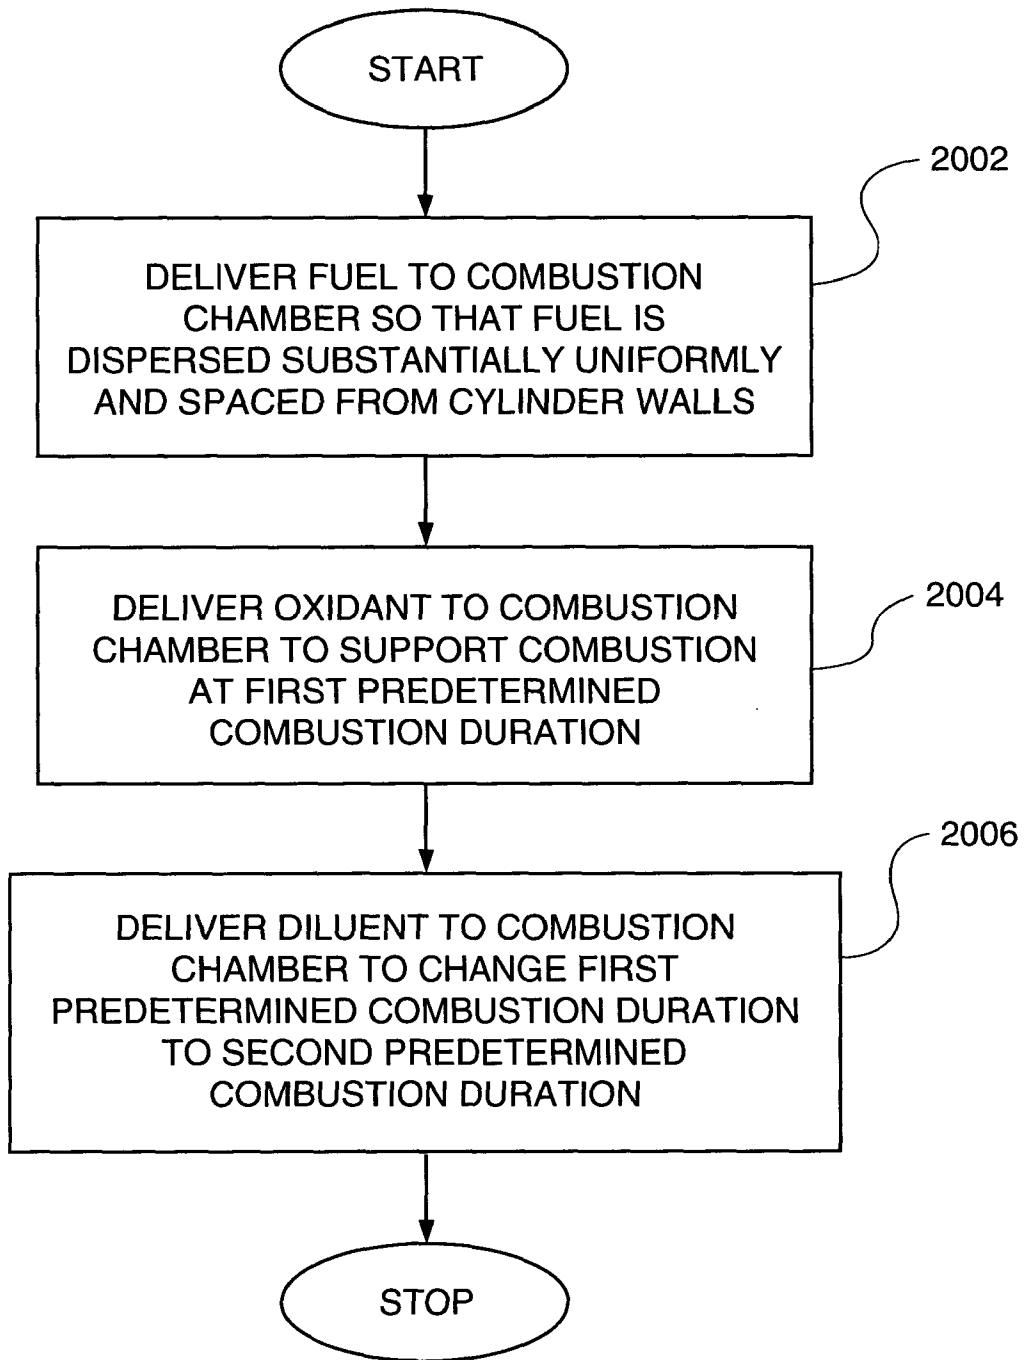 START
2002
DELIVER FUEL TO COMBUSTION
CHAMBER SO THAT FUEL IS
DISPERSED SUBSTANTIALLY UNIFORMLY
AND SPACED FROM CYLINDER WALLS
2004
DELIVER OXIDANT TO COMBUSTION
CHAMBER TO SUPPORT COMBUSTION
AT FIRST PREDETERMINED
COMBUSTION DURATION
2006
DELIVER DILUENT TO COMBUSTION
CHAMBER TO CHANGE FIRST
PREDETERMINED COMBUSTION DURATION
TO SECOND PREDETERMINED
COMBUSTION DURATION
STOP